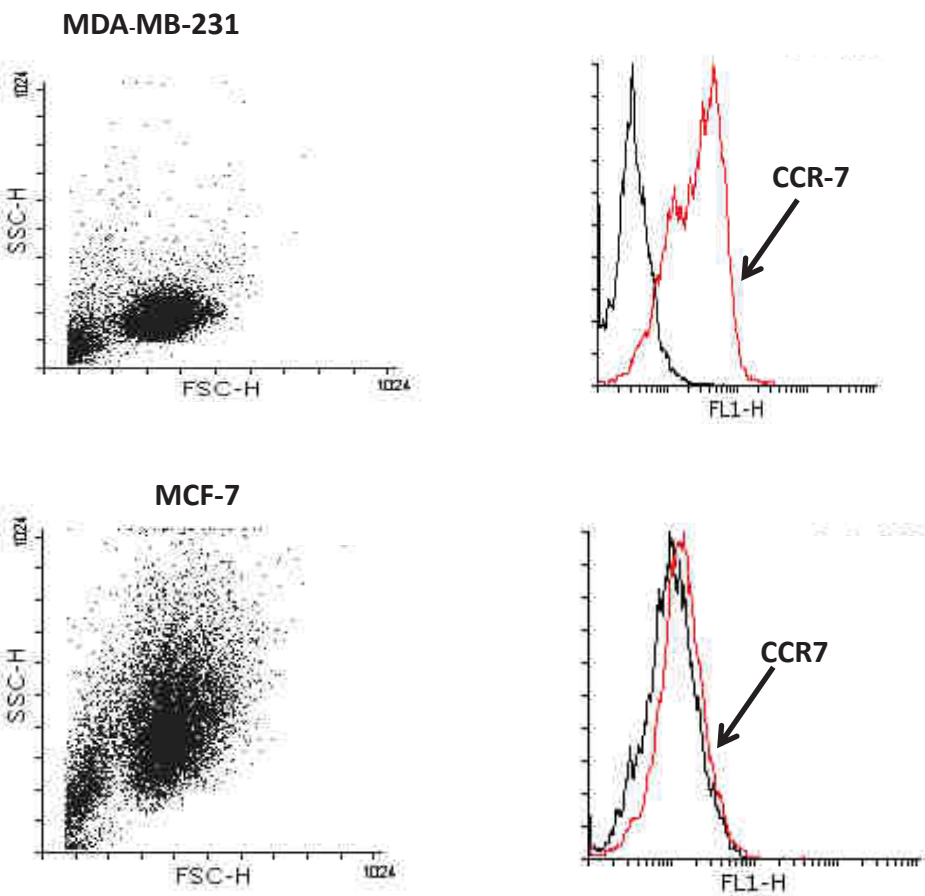 MDA-MB-231
1024
SSC-H
FSC-H
1024
CCR-7
FL1-H
MCF-7
1024
SSC-H
FSC-H
1024
CCR7
FL1-H